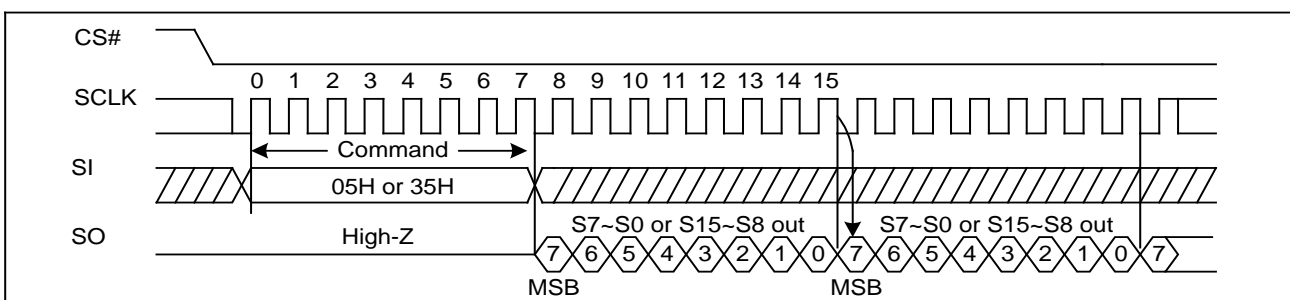 CS#
0 1 2 3 4 5 6 7 8 9 10 11 12 13 14 15
SCLK
Command
SI
05H or 35H
S7~S0 or S15~S8 out S7~S0 or S15~S8 out
SO High-Z
7 6 5 4 3 2 1 0 7 6 5 4 3 2 1 0 7
MSB MSB